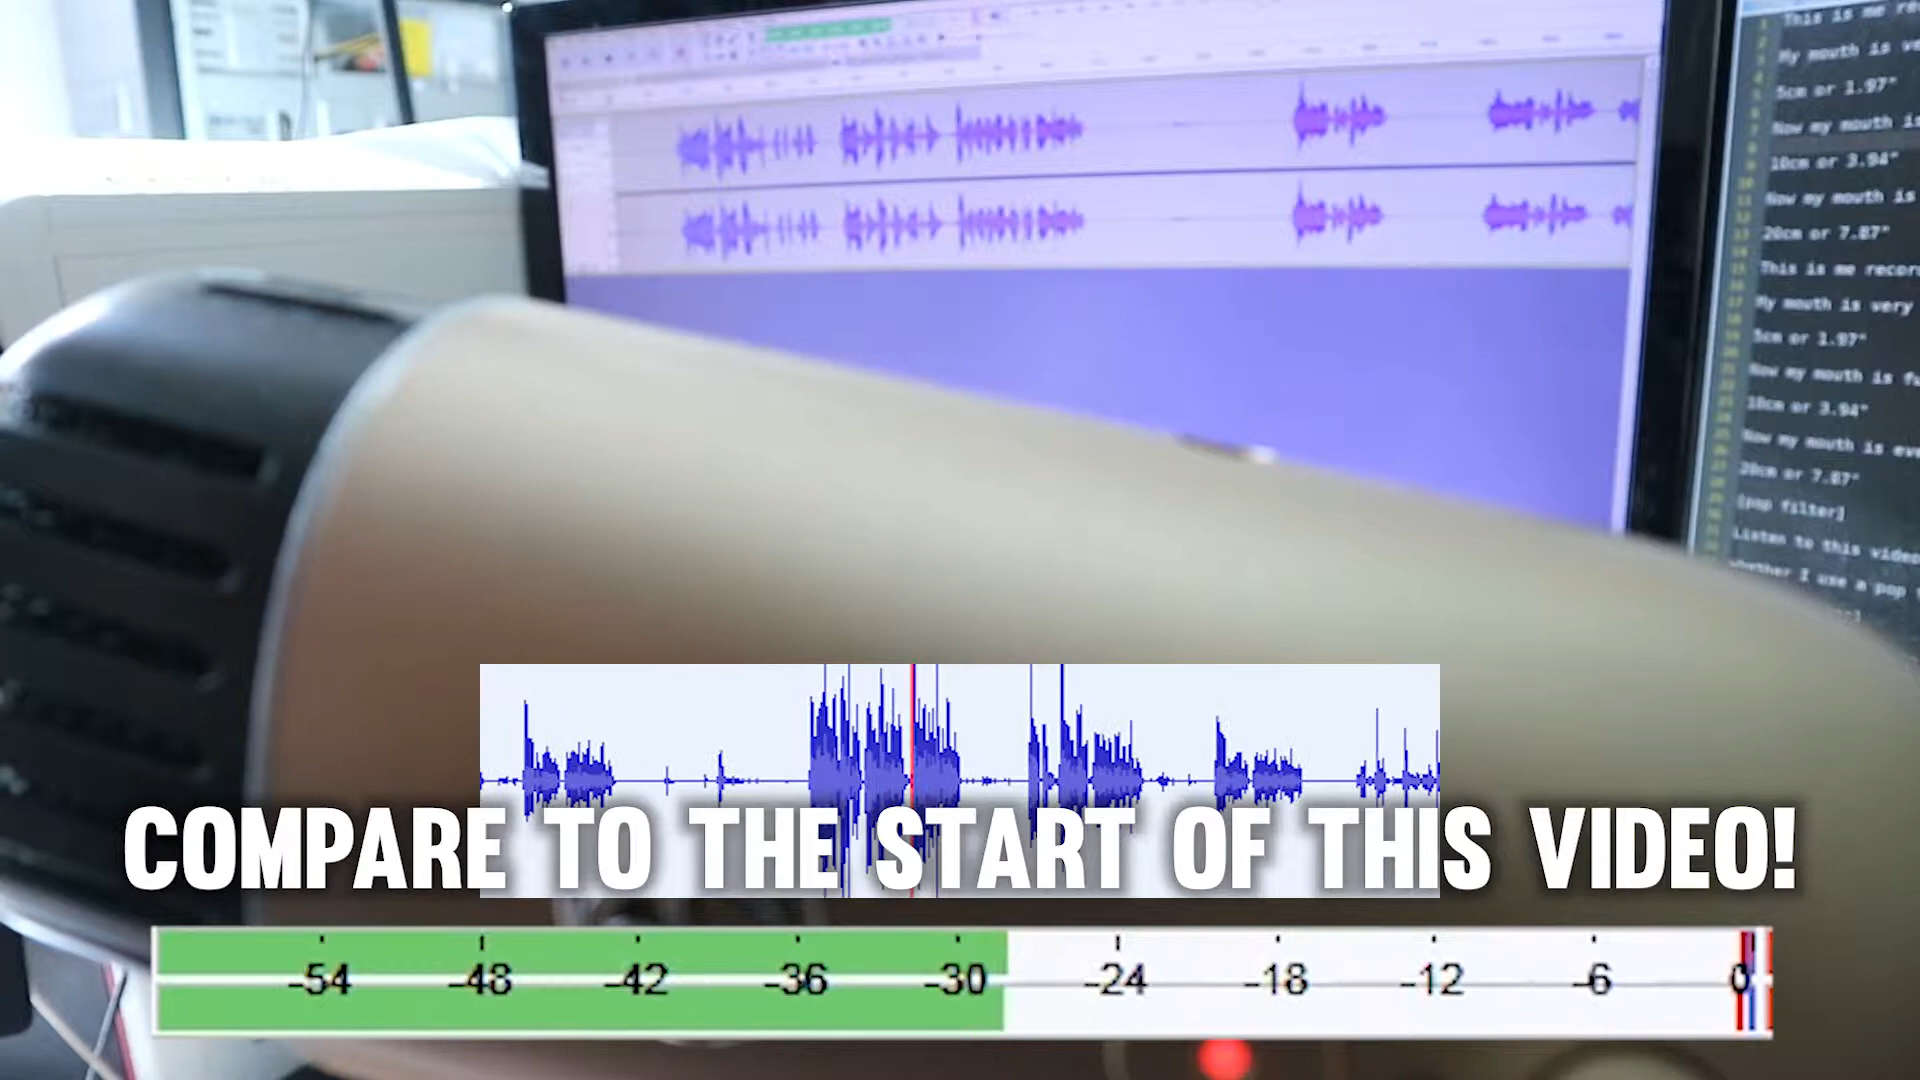 This is me re
My mouth is ve
5cm or 1.97"
Now my mouth is
10cm or 3.94"
Now my mouth is
20cm or 7.87"
This is me recor
My mouth is very
5cm or 1.97"
Now my mouth is fu
10cm or 3.94"
Now my mouth is eve
20cm or 7.87"
[pop filter]
Listen to this video
whether I use a pop
COMPARE TO THE START OF THIS VIDEO!
-54 -48 -42 -36 -30 -24 -18 -12 -6 0